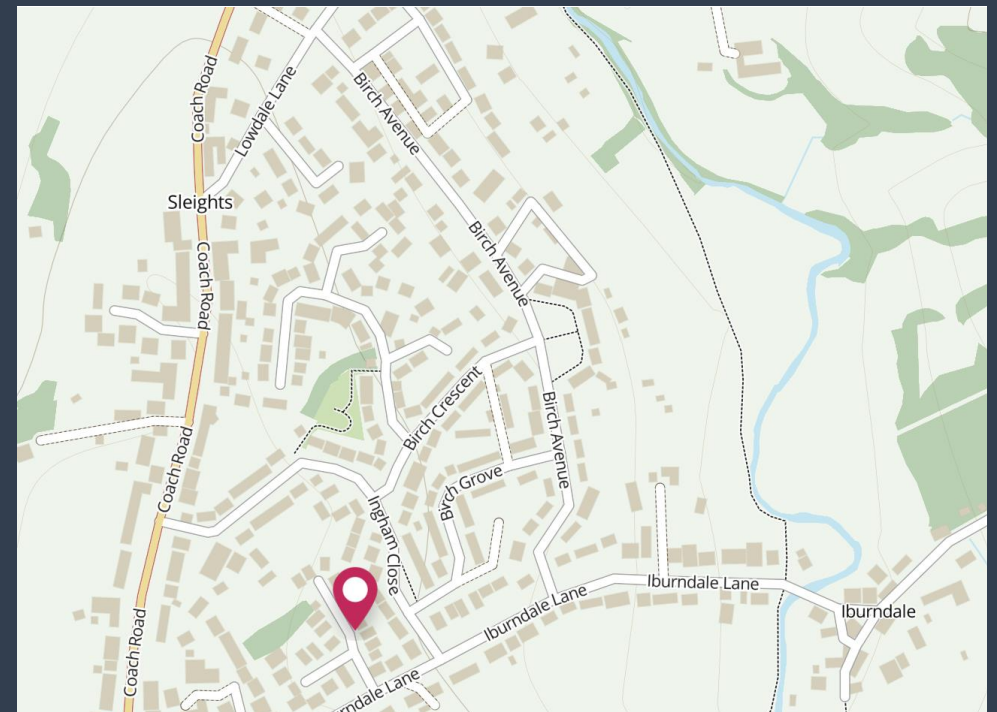 Coach Road
Lowdale Lane
Birch Avenue
Sleights
Coach Road
Birch Avenue
Birch Crescent
Birch Avenue
Coach Road
Birch Grove
Ingham Close
Iburndale Lane
Iburndale Lane
Iburndale
Coach Road
rndale Lane